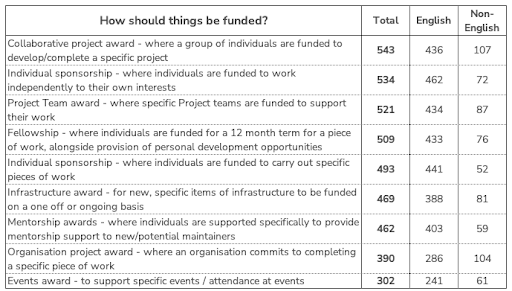 How should things be funded? Total English Non-English
Collaborative project award - where a group of individuals are funded to
develop/complete a specific project 543 436 107
Individual sponsorship - where individuals are funded to work
independently to their own interests 534 462 72
Project Team award - where specific Project teams are funded to support
their work 521 434 87
Fellowship - where individuals are funded for a 12 month term for a piece
of work, alongside provision of personal development opportunities 509 433 76
Individual sponsorship - where individuals are funded to carry out specific
pieces of work 493 441 52
Infrastructure award - for new, specific items of infrastructure to be funded
on a one off or ongoing basis 469 388 81
Mentorship awards - where individuals are supported specifically to provide
mentorship support to new/potential maintainers 462 403 59
Organisation project award - where an organisation commits to completing
a specific piece of work 390 286 104
Events award - to support specific events / attendance at events 302 241 61